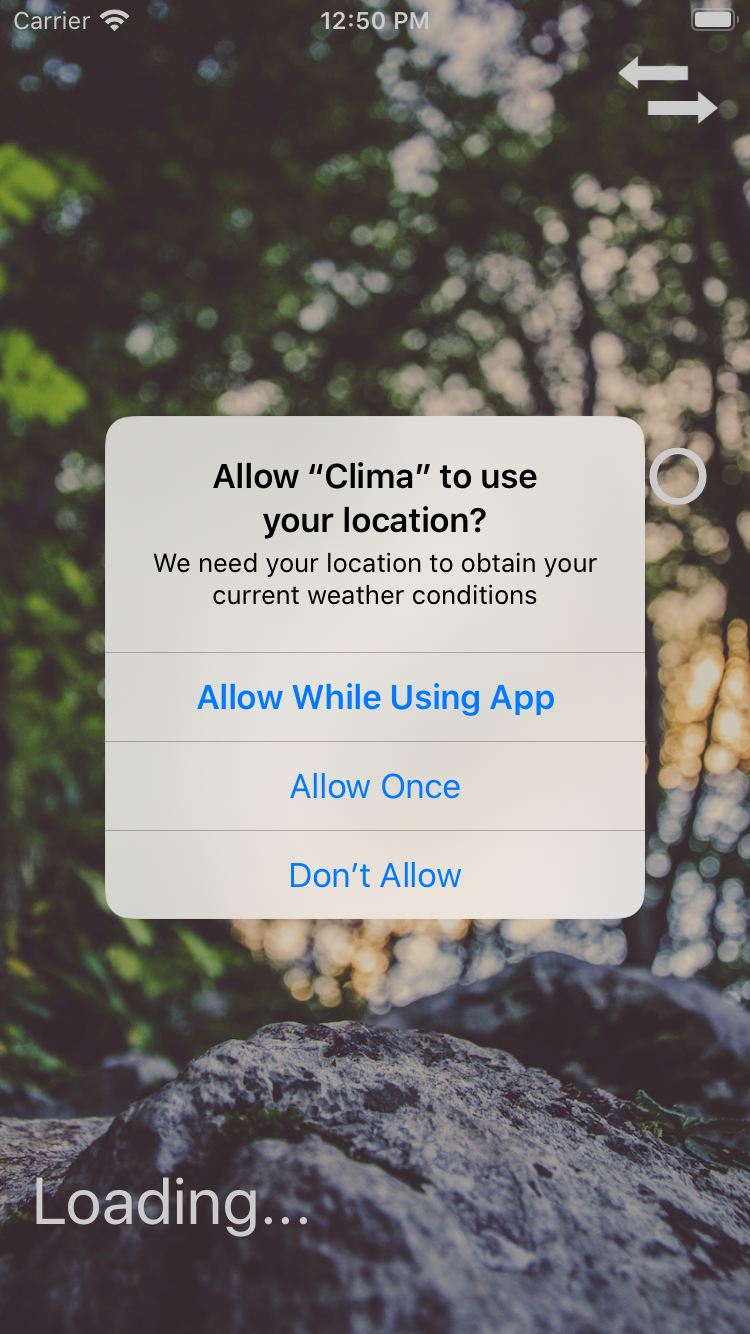 Carrier 12:50 PM
Allow “Clima” to use
your location?
We need your location to obtain your
current weather conditions
Allow While Using App
Allow Once
Don’t Allow
Loading...